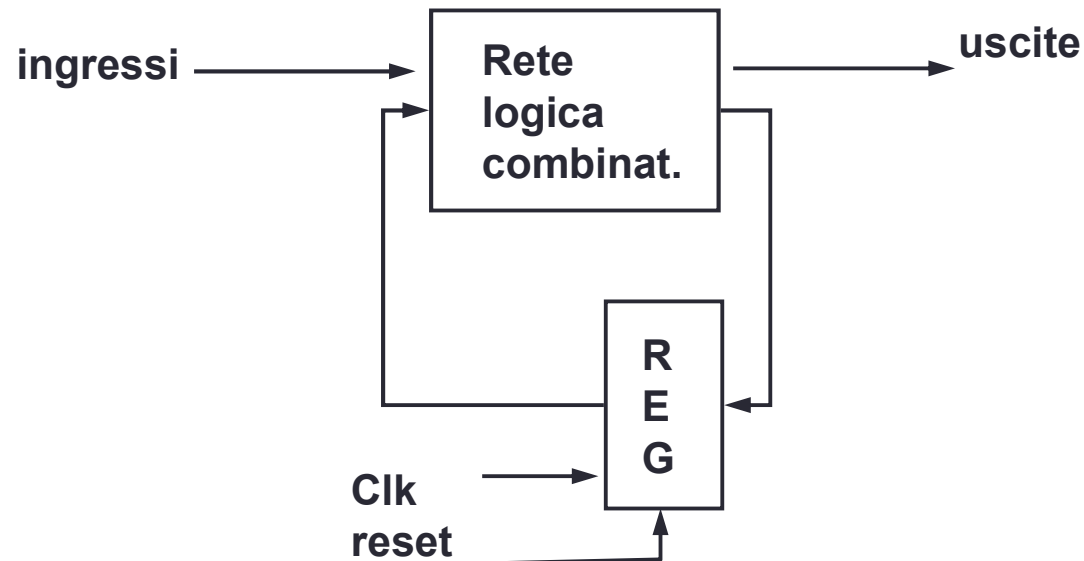 ingressi
Rete
logica
combinat.
uscite
R
E
G
Clk
reset